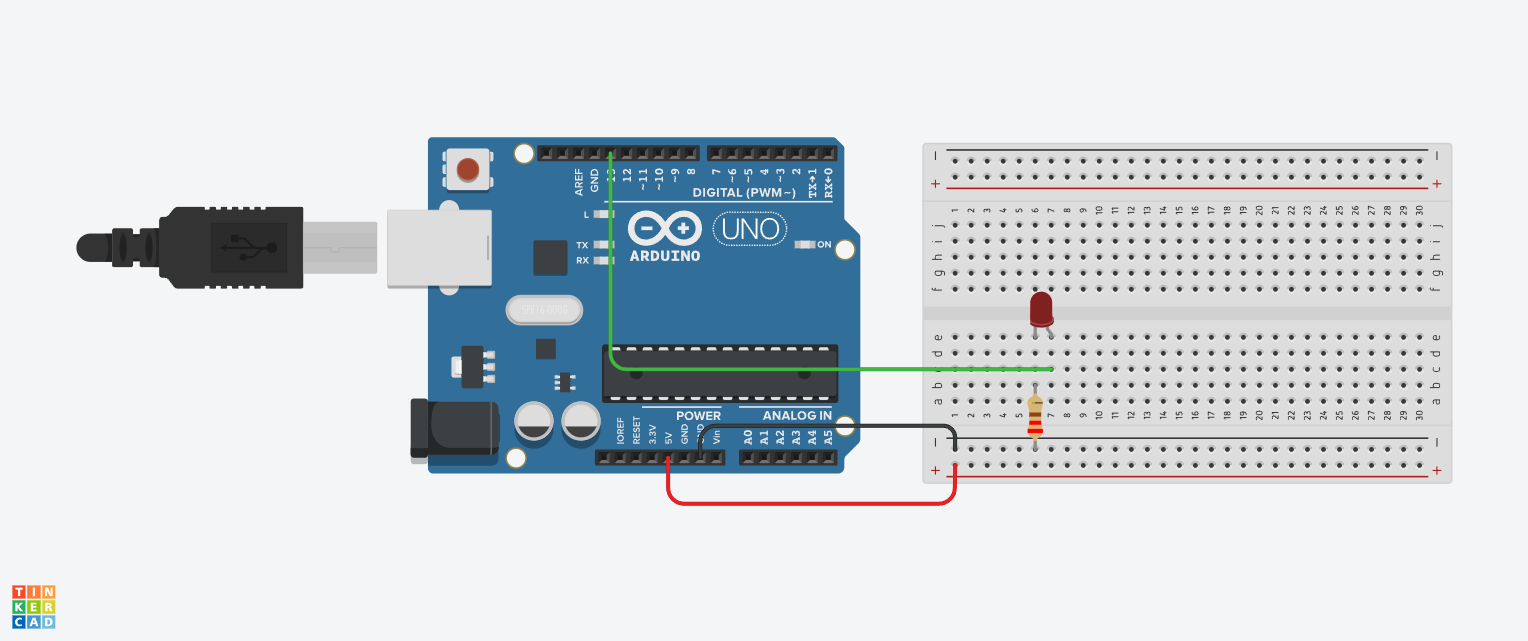 AREF
GND
13
12
~11
~10
~9
8
7
~6
~5
4
~3
2
TX→1
RX←0
DIGITAL (PWM~)
L
TX
RX
ARDUINO
UNO
ON
POWER
ANALOG IN
IOREF
RESET
3.3V
5V
GND
GND
Vin
A0
A1
A2
A3
A4
A5
− −
+ +
1 2 3 4 5 6 7 8 9 10 11 12 13 14 15 16 17 18 19 20 21 22 23 24 25 26 27 28 29 30
j j
i i
h h
g g
f f
e e
d d
c c
b b
a a
1 2 3 4 5 6 7 8 9 10 11 12 13 14 15 16 17 18 19 20 21 22 23 24 25 26 27 28 29 30
− −
+ +
TIN
KER
CAD